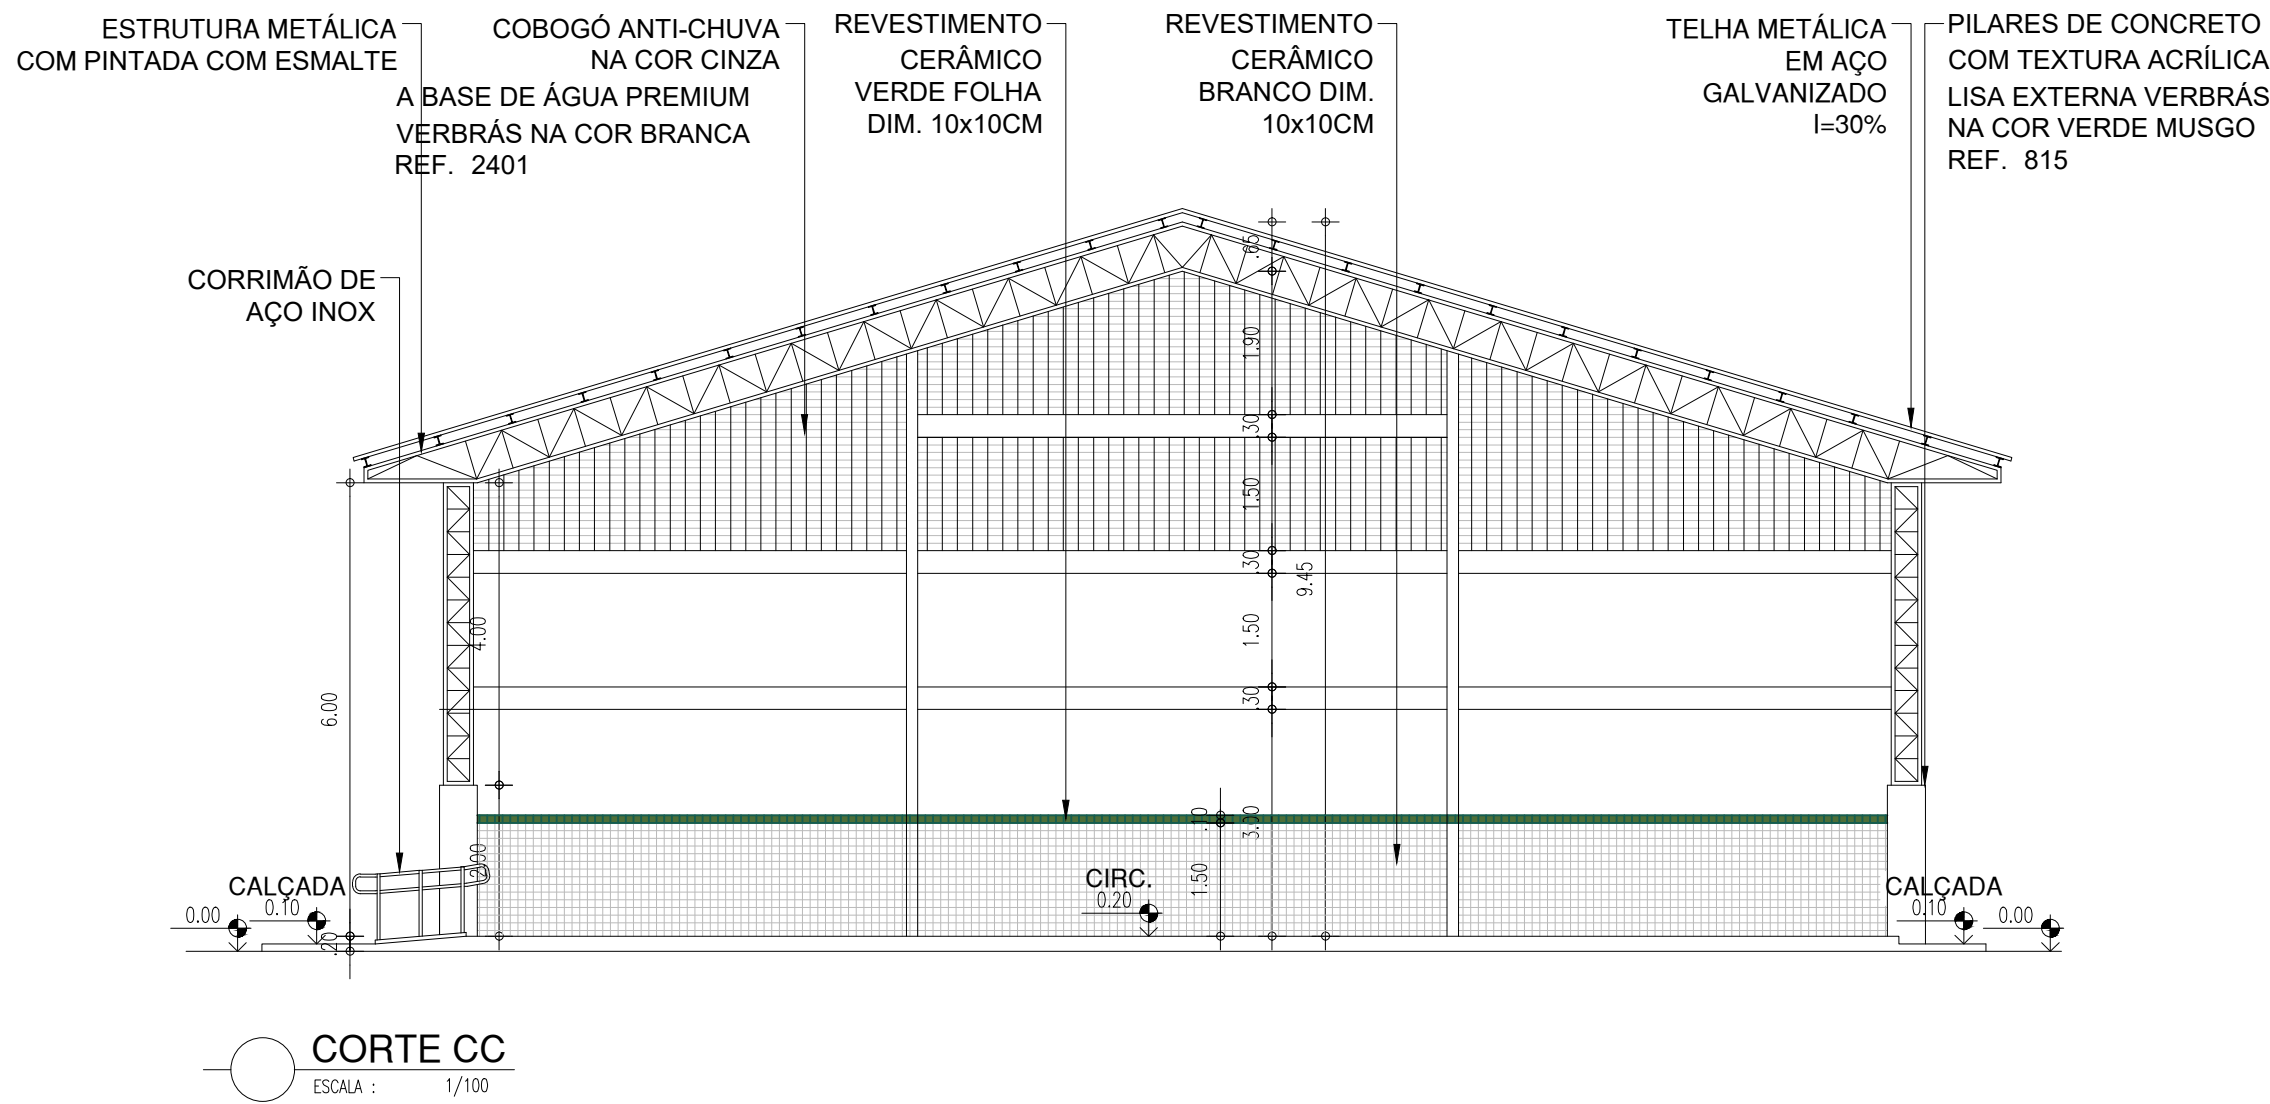 ESTRUTURA METÁLICA
COM PINTADA COM ESMALTE
A BASE DE ÁGUA PREMIUM
VERBRÁS NA COR BRANCA
REF. 2401
COBOGÓ ANTI-CHUVA
NA COR CINZA
REVESTIMENTO
CERÂMICO
VERDE FOLHA
DIM. 10x10CM
REVESTIMENTO
CERÂMICO
BRANCO DIM.
10x10CM
TELHA METÁLICA
EM AÇO
GALVANIZADO
I=30%
PILARES DE CONCRETO
COM TEXTURA ACRÍLICA
LISA EXTERNA VERBRÁS
NA COR VERDE MUSGO
REF. 815
CORRIMÃO DE
AÇO INOX
.65
1.90
.30
1.50
.30
9.45
1.50
.30
3.00
4.00
6.00
2.00
.10
1.50
.20
CALÇADA
0.10
0.00
CIRC.
0.20
CALÇADA
0.10
0.00
CORTE CC
ESCALA : 1/100